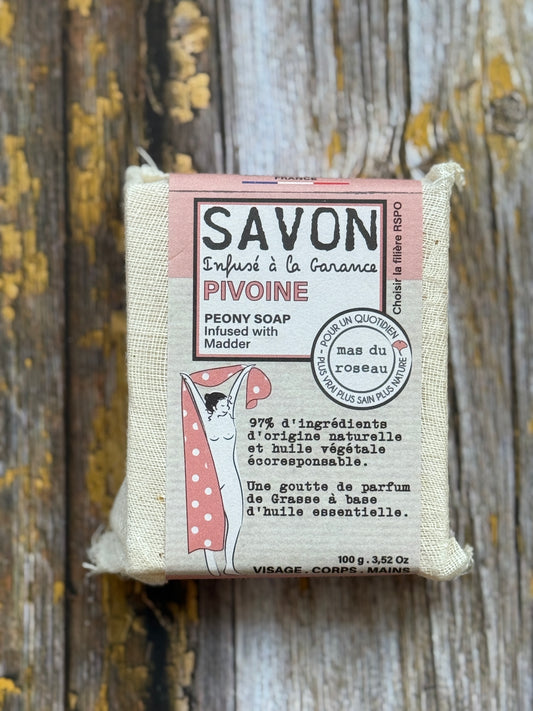 FRANCE
SAVON
Infusé à la Garance
PIVOINE
PEONY SOAP
Infused with
Madder
Choisir la filière RSPO
POUR UN QUOTIDIEN
- PLUS VRAI PLUS SAIN PLUS NATURE -
mas du
roseau
97% d'ingrédients
d'origine naturelle
et huile végétale
écoresponsable.
Une goutte de parfum
de Grasse à base
d'huile essentielle.
100 g . 3,52 Oz
VISAGE . CORPS . MAINS